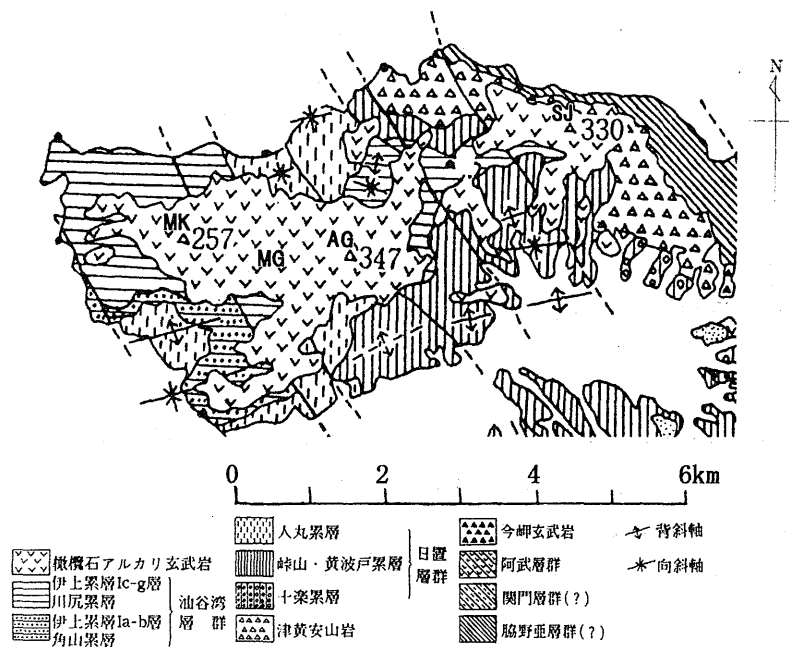 N
SJ
330
MK
257
MG
AG
347
0 2 4 6km
橄欖石アルカリ玄武岩
伊上累層Ic-g層
川尻累層
伊上累層Ia-b層
角山累層
油谷湾
層群
人丸累層
峠山・黄波戸累層
十楽累層
津黄安山岩
日置
層群
今岬玄武岩
阿武層群
関門層群(?)
脇野亜層群(?)
背斜軸
向斜軸